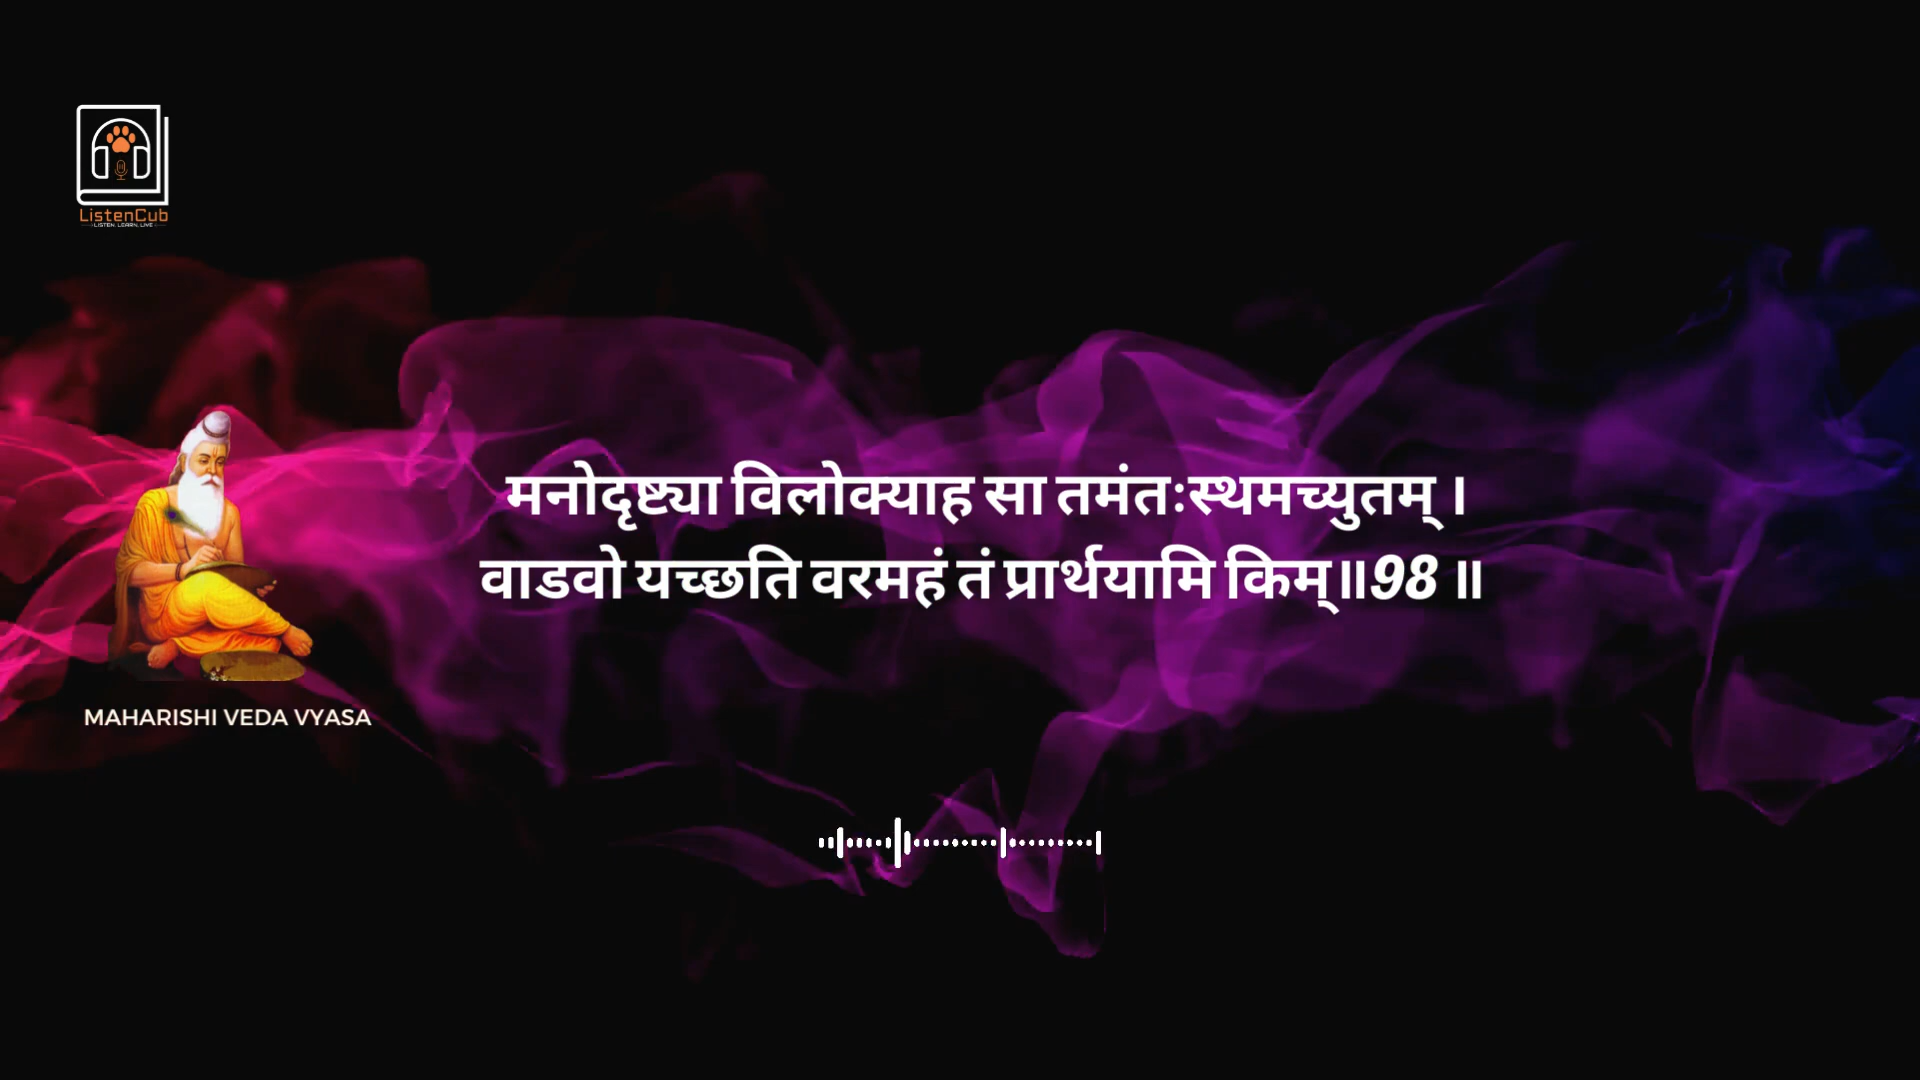 ListenCub
LISTEN, LEARN, LIVE
मनोदृष्ट्या विलोक्याह सा तमंतःस्थमच्युतम् ।
वाडवो यच्छति वरमहं तं प्रार्थयामि किम्॥98 ॥
MAHARISHI VEDA VYASA